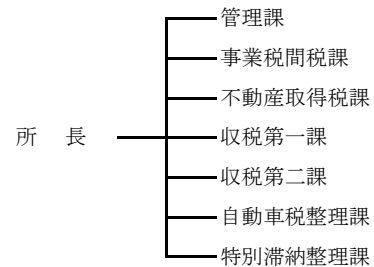 管理課
事業税間税課
不動産取得税課
所 長
収税第一課
収税第二課
自動車税整理課
特別滞納整理課